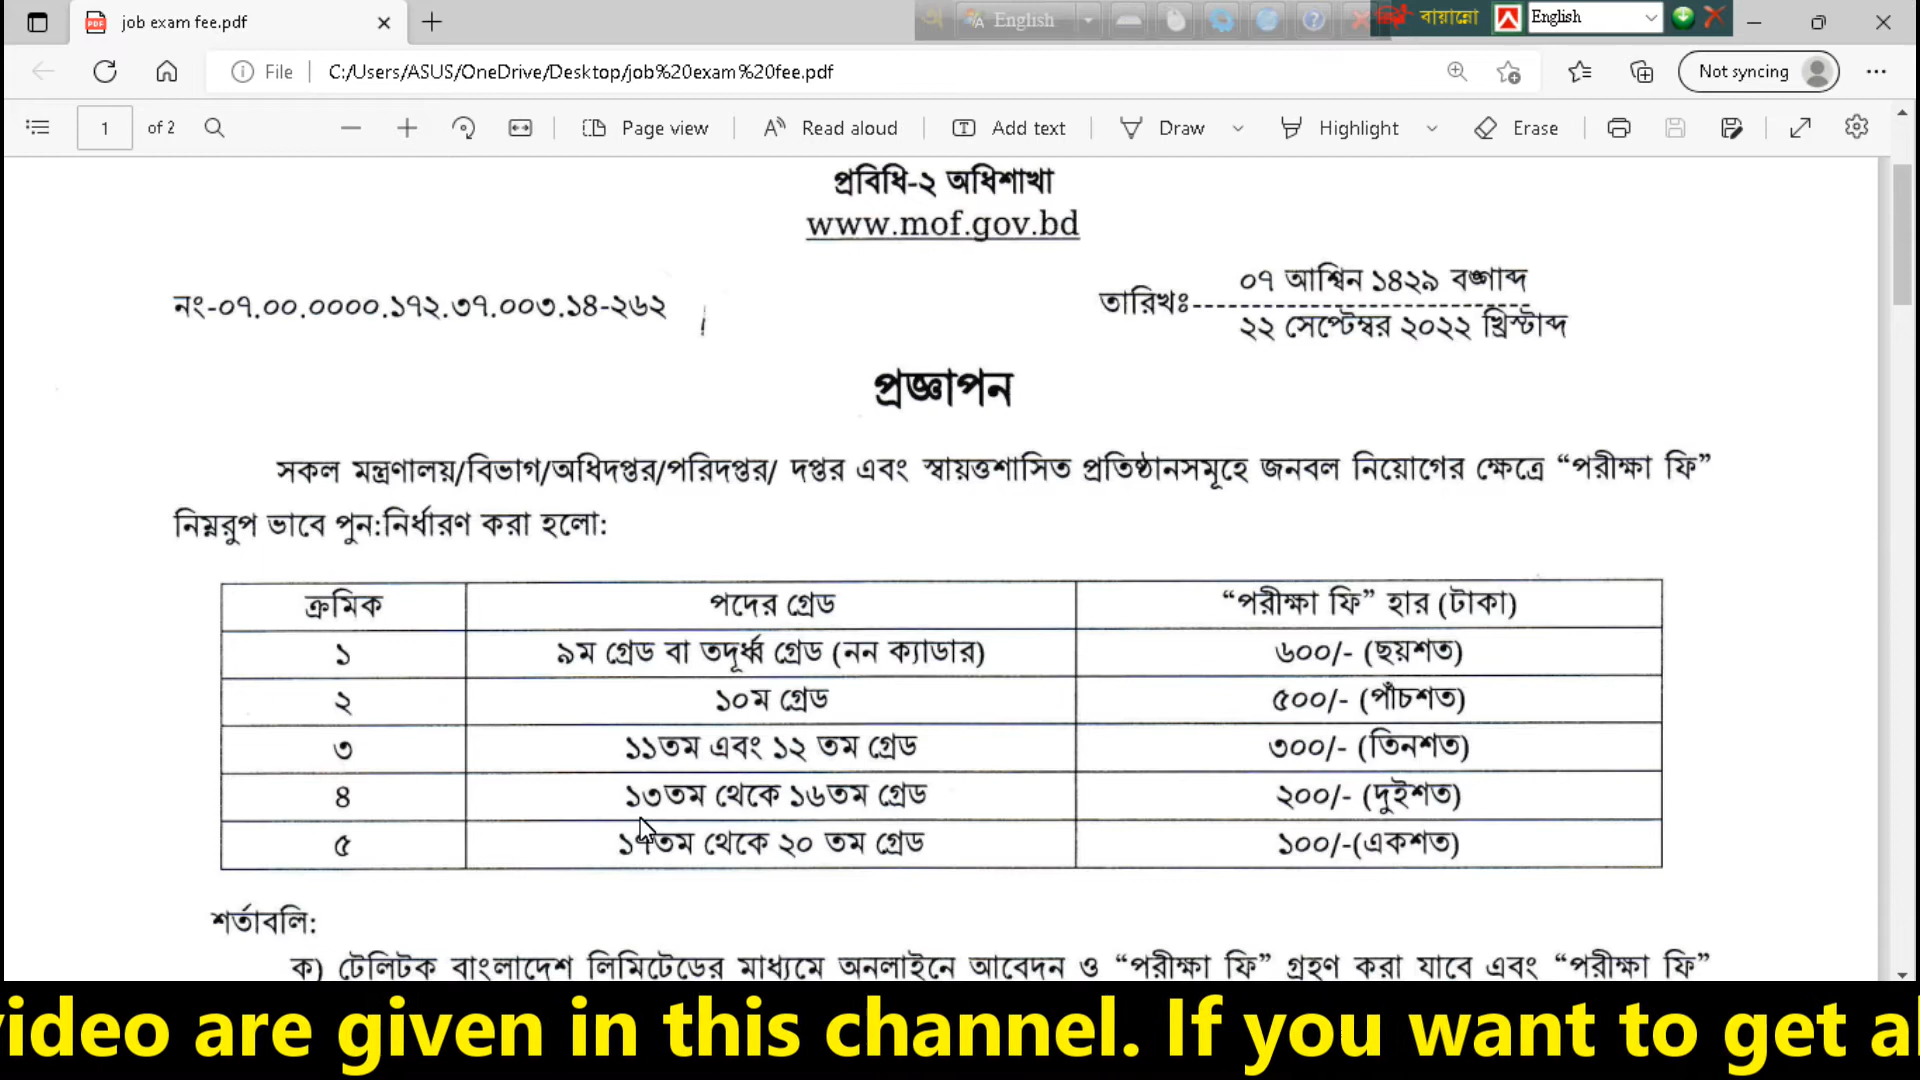 job exam fee.pdf
English
বায়ান্নো
English
File
C:/Users/ASUS/OneDrive/Desktop/job%20exam%20fee.pdf
Not syncing
1 of 2
Page view
Read aloud
Add text
Draw
Highlight
Erase
প্রবিধি-২ অধিশাখা
www.mof.gov.bd
নং-০৭.০০.০০০০.১৭২.৩৭.০০৩.১৪-২৬২
০৭ আশ্বিন ১৪২৯ বঙ্গাব্দ
তারিখঃ------------------------------
২২ সেপ্টেম্বর ২০২২ খ্রিস্টাব্দ
প্রজ্ঞাপন
সকল মন্ত্রণালয়/বিভাগ/অধিদপ্তর/পরিদপ্তর/ দপ্তর এবং স্বায়ত্তশাসিত প্রতিষ্ঠানসমূহে জনবল নিয়োগের ক্ষেত্রে “পরীক্ষা ফি”
নিম্নরুপ ভাবে পুন:নির্ধারণ করা হলো:
ক্রমিক পদের গ্রেড “পরীক্ষা ফি” হার (টাকা)
১ ৯ম গ্রেড বা তদূর্ধ্ব গ্রেড (নন ক্যাডার) ৬০০/- (ছয়শত)
২ ১০ম গ্রেড ৫০০/- (পাঁচশত)
৩ ১১তম এবং ১২ তম গ্রেড ৩০০/- (তিনশত)
৪ ১৩তম থেকে ১৬তম গ্রেড ২০০/- (দুইশত)
৫ ১৭তম থেকে ২০ তম গ্রেড ১০০/-(একশত)
শর্তাবলি:
ক) টেলিটক বাংলাদেশ লিমিটেডের মাধ্যমে অনলাইনে আবেদন ও “পরীক্ষা ফি” গ্রহণ করা যাবে এবং “পরীক্ষা ফি”
video are given in this channel. If you want to get al